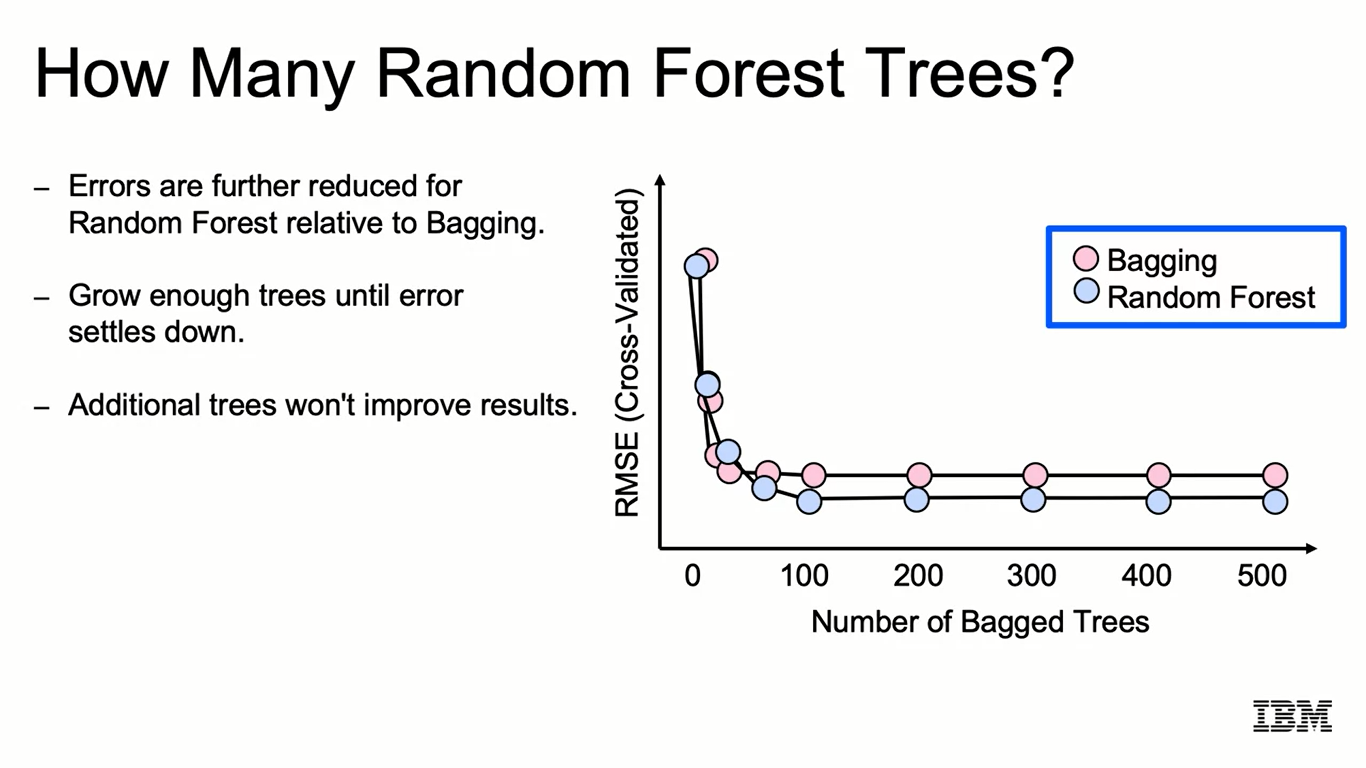 How Many Random Forest Trees?
– Errors are further reduced for
Random Forest relative to Bagging.
– Grow enough trees until error
settles down.
– Additional trees won't improve results.
RMSE (Cross-Validated)
Bagging
Random Forest
0 100 200 300 400 500
Number of Bagged Trees
IBM